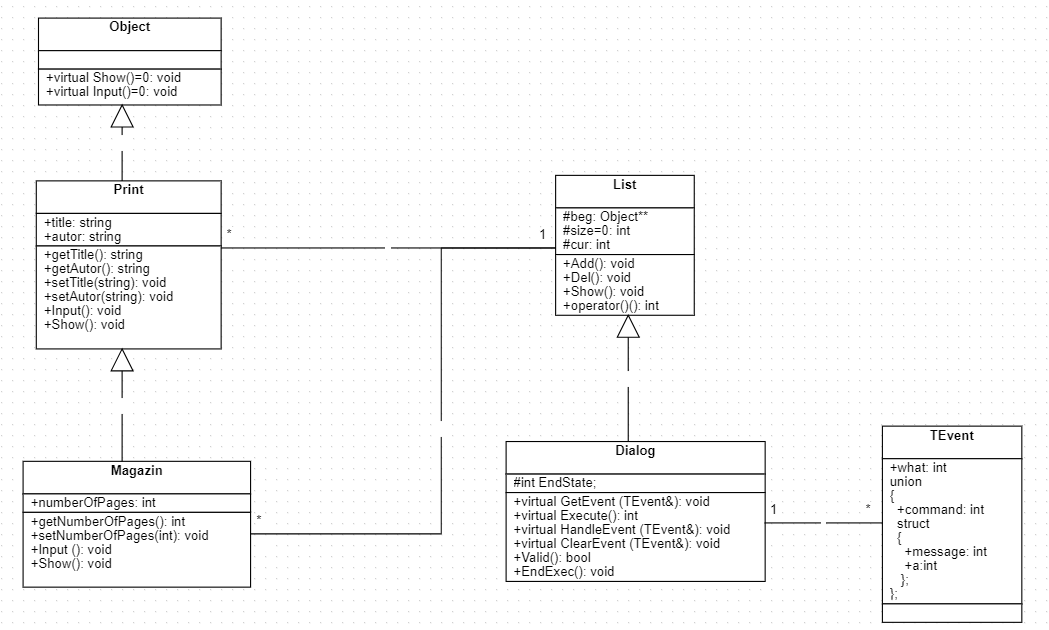 Object
+virtual Show()=0: void
+virtual Input()=0: void
Print
+title: string
+autor: string
+getTitle(): string
+getAutor(): string
+setTitle(string): void
+setAutor(string): void
+Input(): void
+Show(): void
*
1
List
#beg: Object**
#size=0: int
#cur: int
+Add(): void
+Del(): void
+Show(): void
+operator()(): int
Magazin
+numberOfPages: int
+getNumberOfPages(): int
+setNumberOfPages(int): void
+Input (): void
+Show(): void
*
Dialog
#int EndState;
+virtual GetEvent (TEvent&): void
+virtual Execute(): int
+virtual HandleEvent (TEvent&): void
+virtual ClearEvent (TEvent&): void
+Valid(): bool
+EndExec(): void
1
*
TEvent
+what: int
union
{
+command: int
struct
{
+message: int
+a:int
};
};